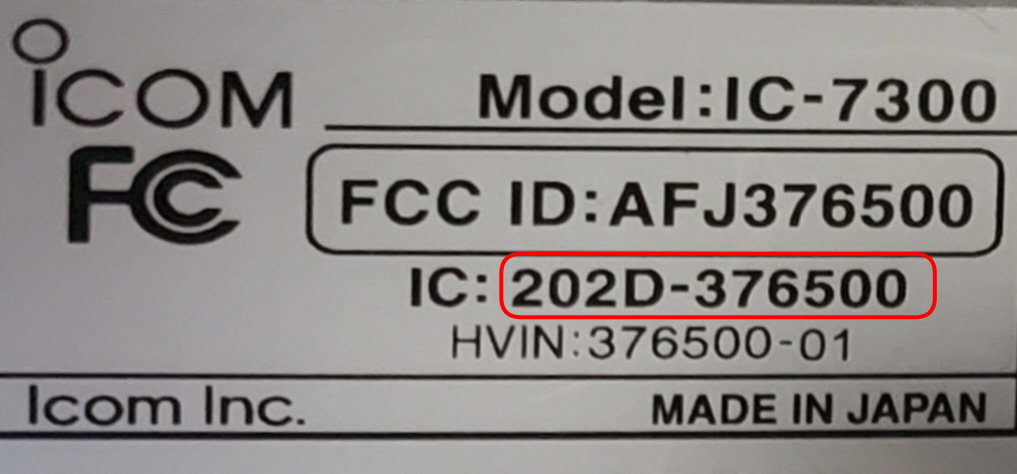 ICOM
Model:IC-7300
FC
FCC ID:AFJ376500
IC: 202D-376500
HVIN:376500-01
Icom Inc.
MADE IN JAPAN